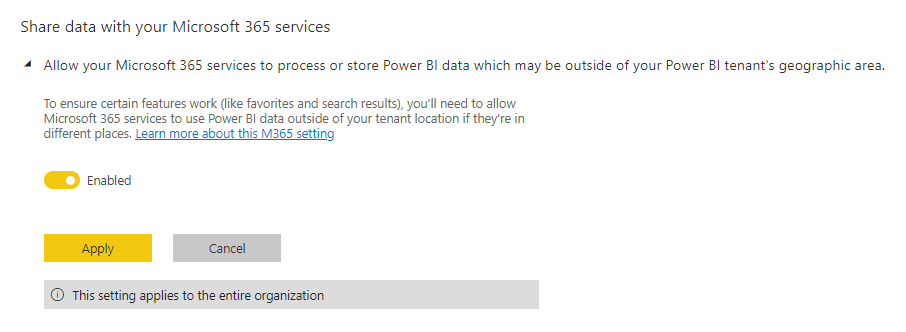 Share data with your Microsoft 365 services
Allow your Microsoft 365 services to process or store Power BI data which may be outside of your Power BI tenant's geographic area.
To ensure certain features work (like favorites and search results), you'll need to allow
Microsoft 365 services to use Power BI data outside of your tenant location if they're in
different places. Learn more about this M365 setting
Enabled
Apply
Cancel
This setting applies to the entire organization